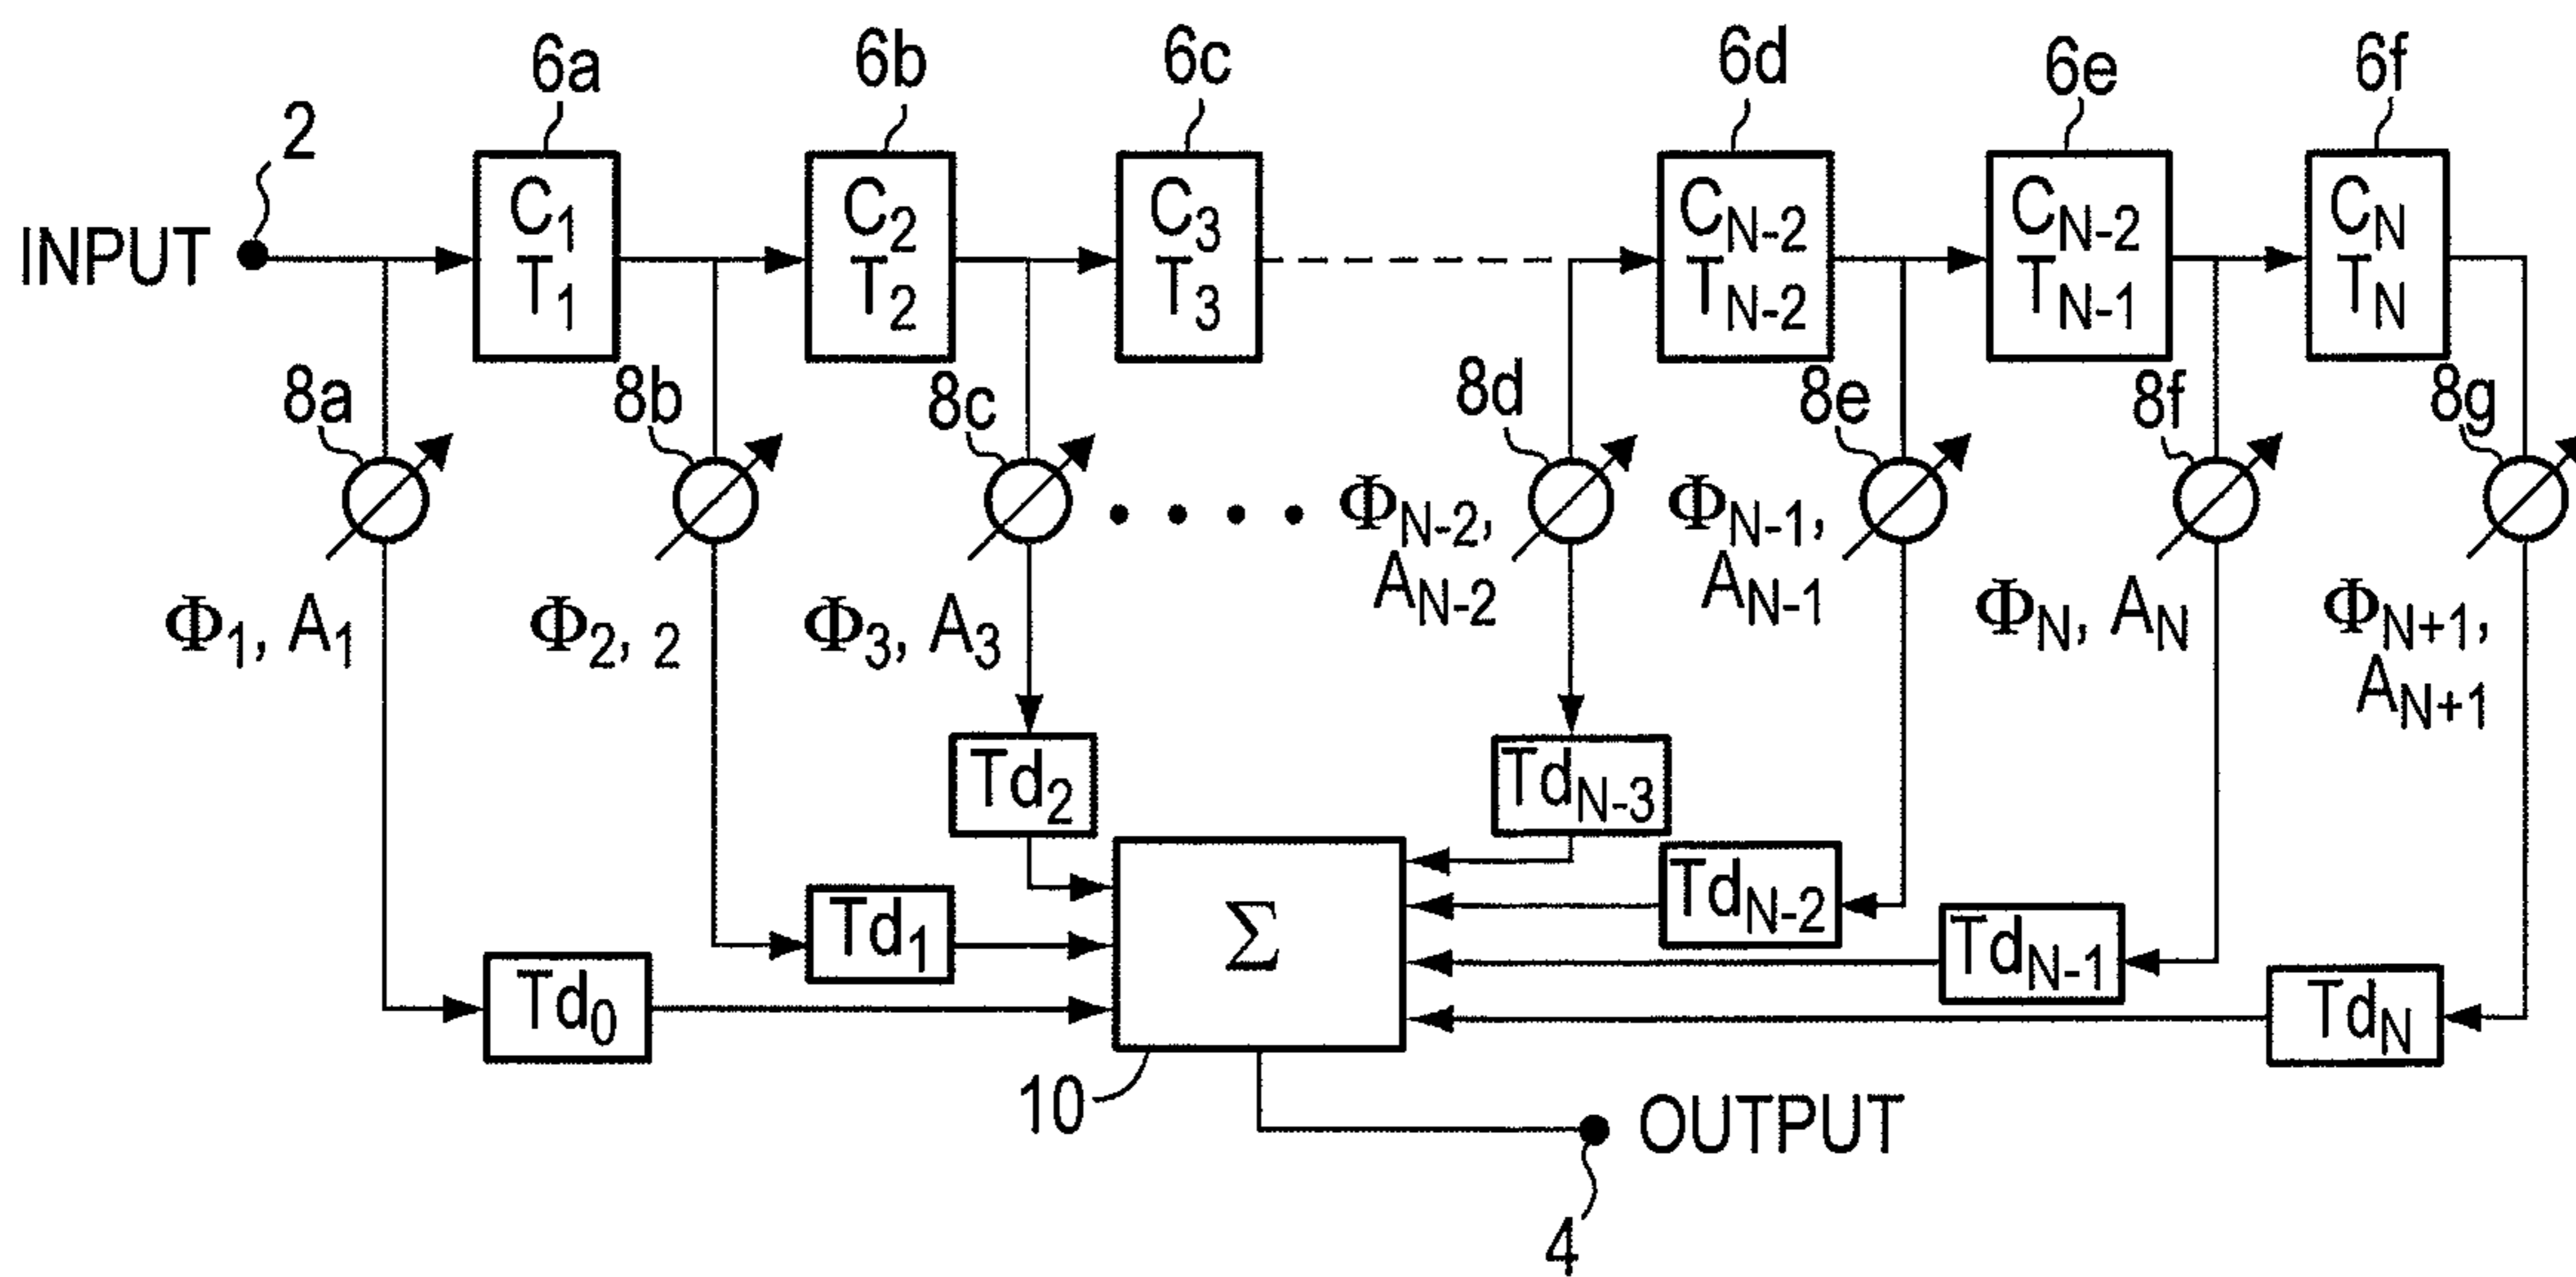 6a 6b 6c 6d 6e 6f
2
INPUT
C1 C2 C3 CN-2 CN-2 CN
T1 T2 T3 TN-2 TN-1 TN
8a 8b 8c 8d 8e 8f 8g
ΦN-2, ΦN-1,
AN-2 AN-1
Φ1, A1 Φ2, 2 Φ3, A3 ΦN, AN ΦN+1,
AN+1
Td2 TdN-3
Td1 Σ TdN-2
Td0 TdN-1
TdN
10
OUTPUT
4